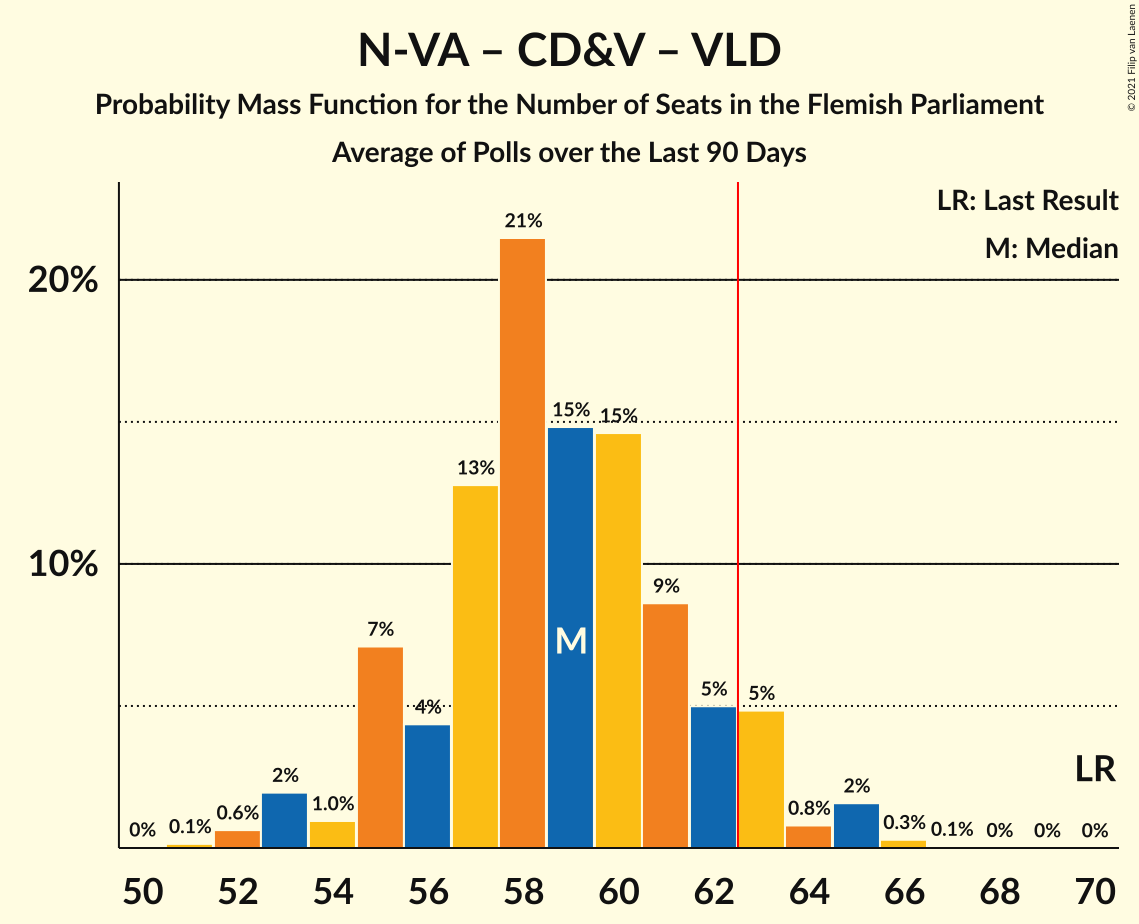 N-VA – CD&V – VLD
Probability Mass Function for the Number of Seats in the Flemish Parliament
Average of Polls over the Last 90 Days
© 2021 Filip van Laenen
LR: Last Result
M: Median
20%
10%
0%
0.1%
0.6%
2%
1.0%
7%
4%
13%
21%
15%
15%
9%
5%
5%
0.8%
2%
0.3%
0.1%
0%
0%
0%
M
LR
50 52 54 56 58 60 62 64 66 68 70